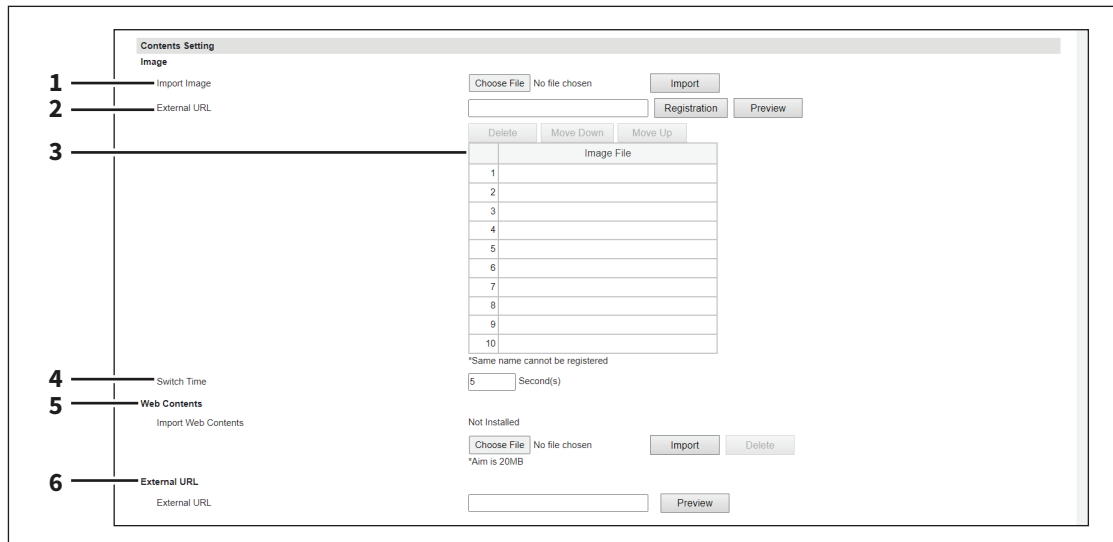 Contents Setting
Image
1 Import Image Choose File No file chosen Import
2 External URL Registration Preview
Delete Move Down Move Up
3 Image File
1
2
3
4
5
6
7
8
9
10
*Same name cannot be registered
4 Switch Time 5 Second(s)
5 Web Contents
Import Web Contents Not Installed
Choose File No file chosen Import Delete
*Aim is 20MB
6 External URL
External URL Preview